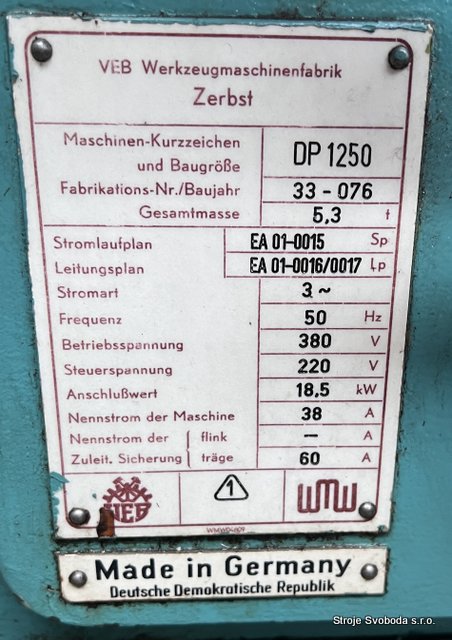 VEB Werkzeugmaschinenfabrik
Zerbst
Maschinen-Kurzzeichen
und Baugröße DP 1250
Fabrikations-Nr./Baujahr 33-076
Gesamtmasse 5,3 t
Stromlaufplan EA 01-0015 Sp
Leitungsplan EA 01-0016/0017 Lp
Stromart 3 ~
Frequenz 50 Hz
Betriebsspannung 380 V
Steuerspannung 220 V
Anschlußwert 18,5 kW
Nennstrom der Maschine 38 A
Nennstrom der flink — A
Zuleit. Sicherung träge 60 A
VEB 1 WMW
Made in Germany
Deutsche Demokratische Republik
Stroje Svoboda s.r.o.